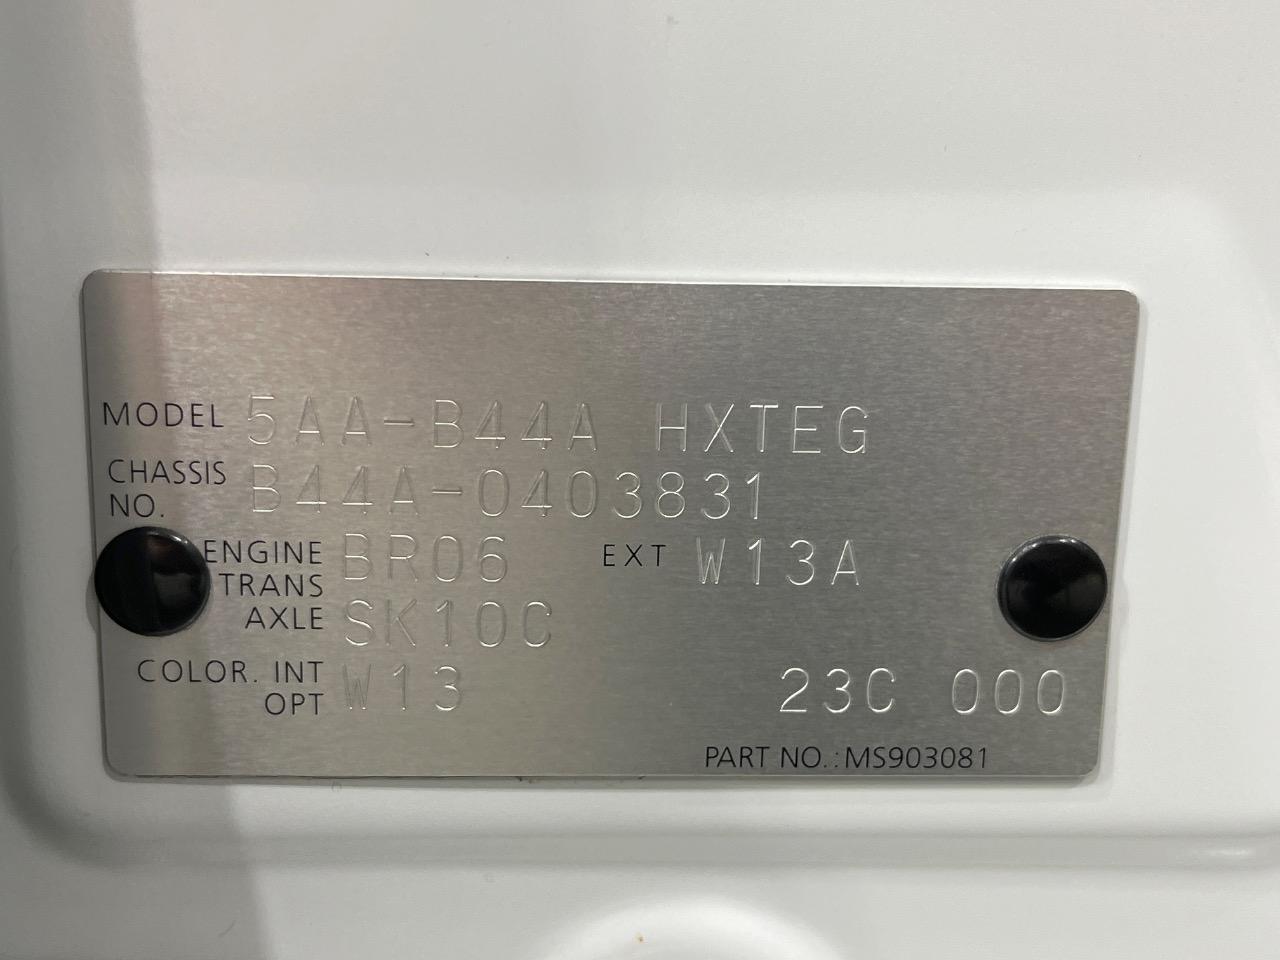 MODEL 5AA-B44A HXTEG
CHASSIS NO. B44A-0403831
ENGINE BR06 EXT W13A
TRANS AXLE SK10C
COLOR. INT OPT W13 23C 000
PART NO.:MS903081